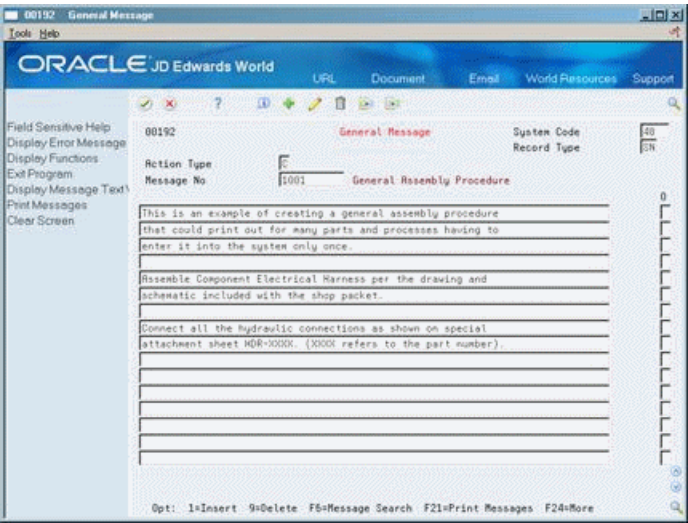 00192 General Message
Tools Help
ORACLE JD Edwards World
URL Document Email World Resources Support
Field Sensitive Help
Display Error Message
Display Functions
Exit Program
Display Message Text
Print Messages
Clear Screen
00192 General Message System Code 40
Record Type SN
Action Type C
Message No 1001 General Assembly Procedure
O
This is an example of creating a general assembly procedure
that could print out for many parts and processes having to
enter it into the system only once.
Assemble Component Electrical Harness per the drawing and
schematic included with the shop packet.
Connect all the hydraulic connections as shown on special
attachment sheet HDR-XXXX. (XXXX refers to the part number).
Opt: 1=Insert 9=Delete F6=Message Search F21=Print Messages F24=More